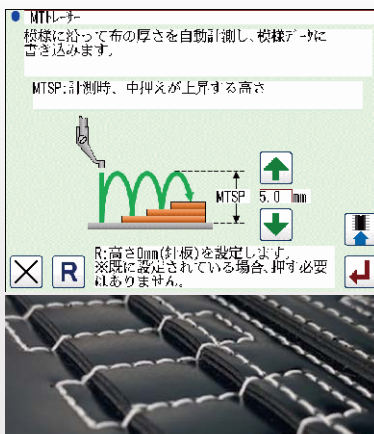 MTトレーサー
模様に沿って布の厚さを自動計測し、模様データに
書き込みます。
MTSP:計測時、中押えが上昇する高さ
MTSP 5.0 mm
R:高さ0mm(針板)を設定します。
※既に設定されている場合、押す必要
はありません。
R